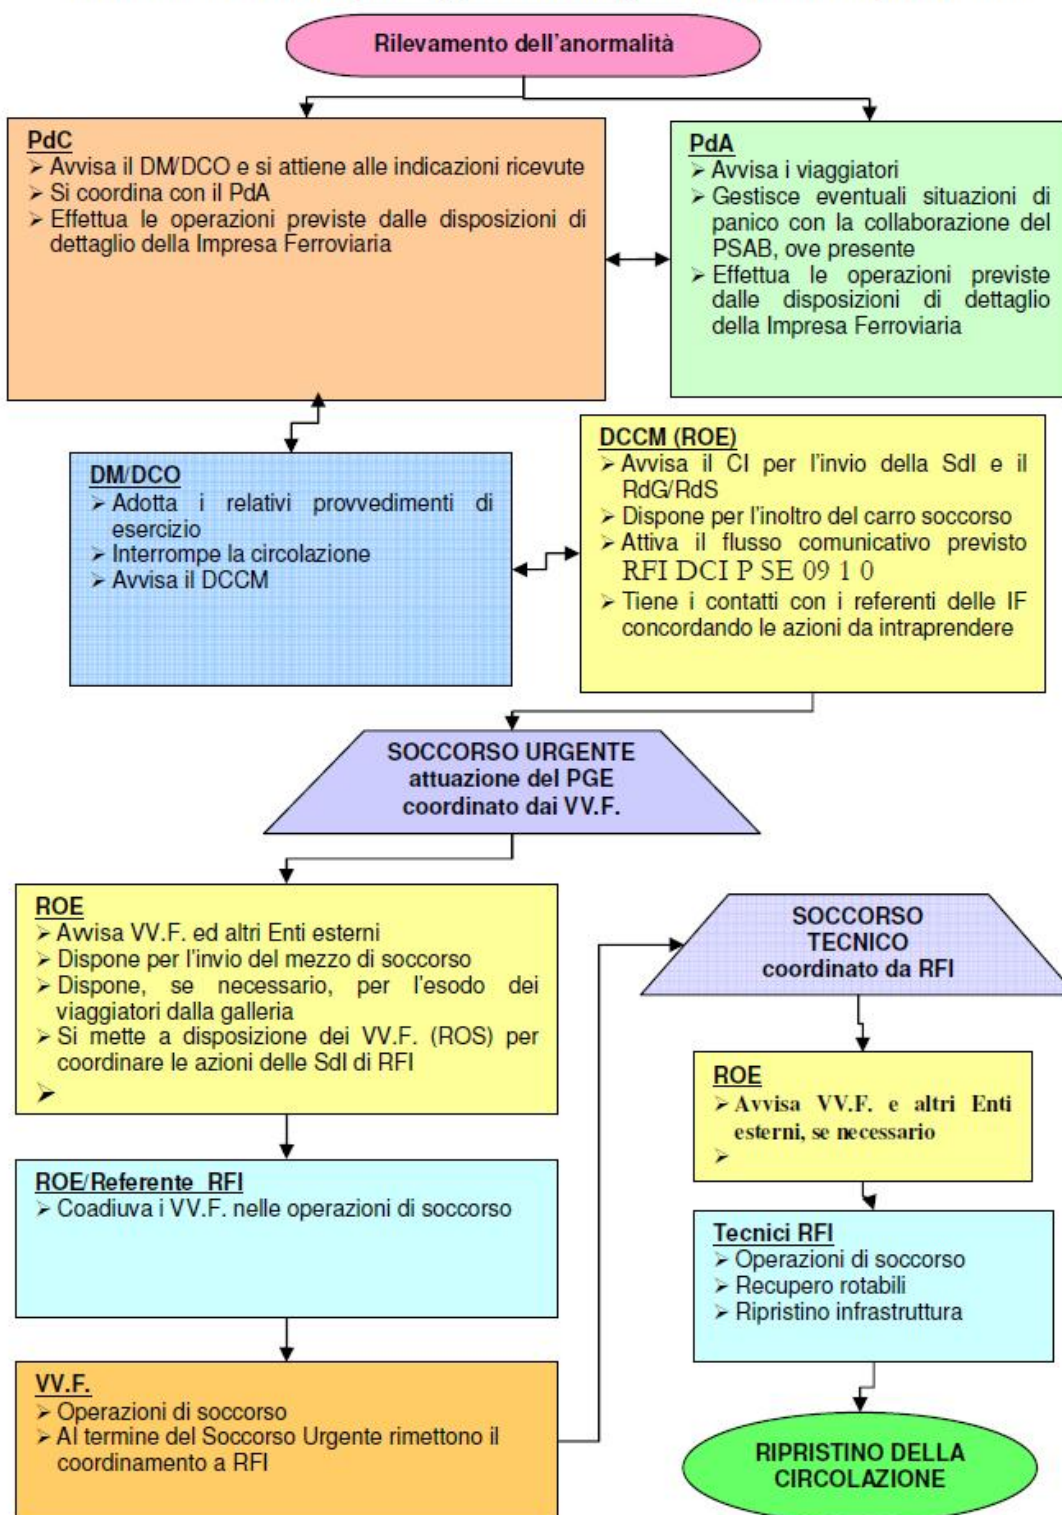 Rilevamento dell'anormalità
PdC
➢ Avvisa il DM/DCO e si attiene alle indicazioni ricevute
➢ Si coordina con il PdA
➢ Effettua le operazioni previste dalle disposizioni di
dettaglio della Impresa Ferroviaria
PdA
➢ Avvisa i viaggiatori
➢ Gestisce eventuali situazioni di
panico con la collaborazione del
PSAB, ove presente
➢ Effettua le operazioni previste
dalle disposizioni di dettaglio
della Impresa Ferroviaria
DM/DCO
➢ Adotta i relativi provvedimenti di
esercizio
➢ Interrompe la circolazione
➢ Avvisa il DCCM
DCCM (ROE)
➢ Avvisa il CI per l'invio della SdI e il
RdG/RdS
➢ Dispone per l'inoltro del carro soccorso
➢ Attiva il flusso comunicativo previsto
RFI DCI P SE 09 1 0
➢ Tiene i contatti con i referenti delle IF
concordando le azioni da intraprendere
SOCCORSO URGENTE
attuazione del PGE
coordinato dai VV.F.
ROE
➢ Avvisa VV.F. ed altri Enti esterni
➢ Dispone per l'invio del mezzo di soccorso
➢ Dispone, se necessario, per l'esodo dei
viaggiatori dalla galleria
➢ Si mette a disposizione dei VV.F. (ROS) per
coordinare le azioni delle SdI di RFI
➢
ROE/Referente RFI
➢ Coadiuva i VV.F. nelle operazioni di soccorso
VV.F.
➢ Operazioni di soccorso
➢ Al termine del Soccorso Urgente rimettono il
coordinamento a RFI
SOCCORSO
TECNICO
coordinato da RFI
ROE
➢ Avvisa VV.F. e altri Enti
esterni, se necessario
➢
Tecnici RFI
➢ Operazioni di soccorso
➢ Recupero rotabili
➢ Ripristino infrastruttura
RIPRISTINO DELLA
CIRCOLAZIONE